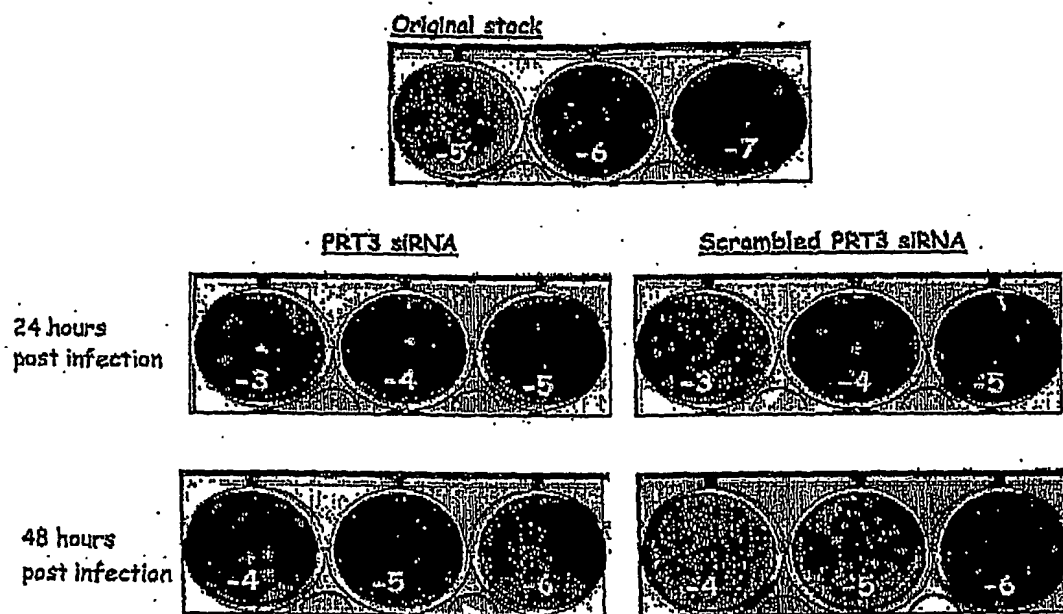 Original stock
-5 -6 -7
PRT3 siRNA Scrambled PRT3 siRNA
24 hours
post infection
-3 -4 -5 -3 -4 -5
48 hours
post infection
-4 -5 -6 -4 -5 -6